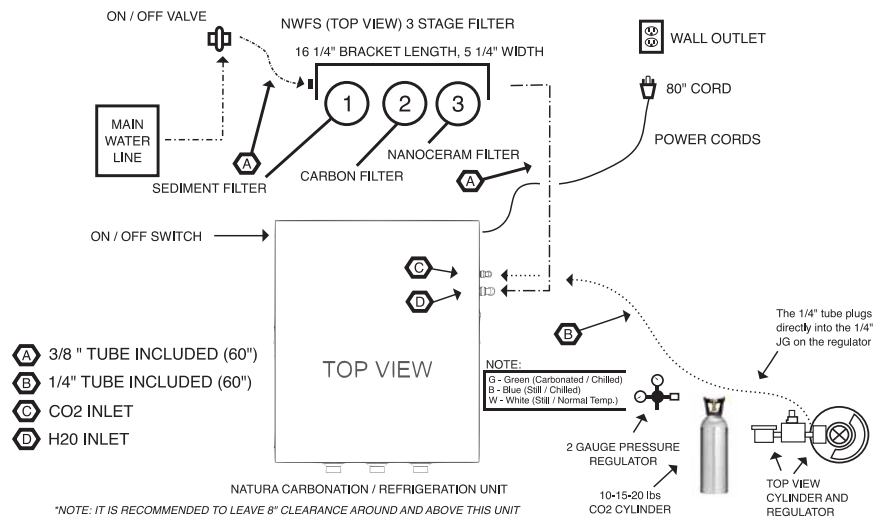 ON / OFF VALVE
NWFS (TOP VIEW) 3 STAGE FILTER
16 1/4" BRACKET LENGTH, 5 1/4" WIDTH
WALL OUTLET
80" CORD
POWER CORDS
1
2
3
MAIN
WATER
LINE
A
NANOCERAM FILTER
A
CARBON FILTER
SEDIMENT FILTER
ON / OFF SWITCH
C
D
B
The 1/4" tube plugs
directly into the 1/4"
JG on the regulator
A 3/8 " TUBE INCLUDED (60")
B 1/4" TUBE INCLUDED (60")
C CO2 INLET
D H20 INLET
TOP VIEW
NOTE:
G - Green (Carbonated / Chilled)
B - Blue (Still / Chilled)
W - White (Still / Normal Temp.)
2 GAUGE PRESSURE
REGULATOR
10-15-20 lbs
CO2 CYLINDER
TOP VIEW
CYLINDER AND
REGULATOR
NATURA CARBONATION / REFRIGERATION UNIT
*NOTE: IT IS RECOMMENDED TO LEAVE 8" CLEARANCE AROUND AND ABOVE THIS UNIT